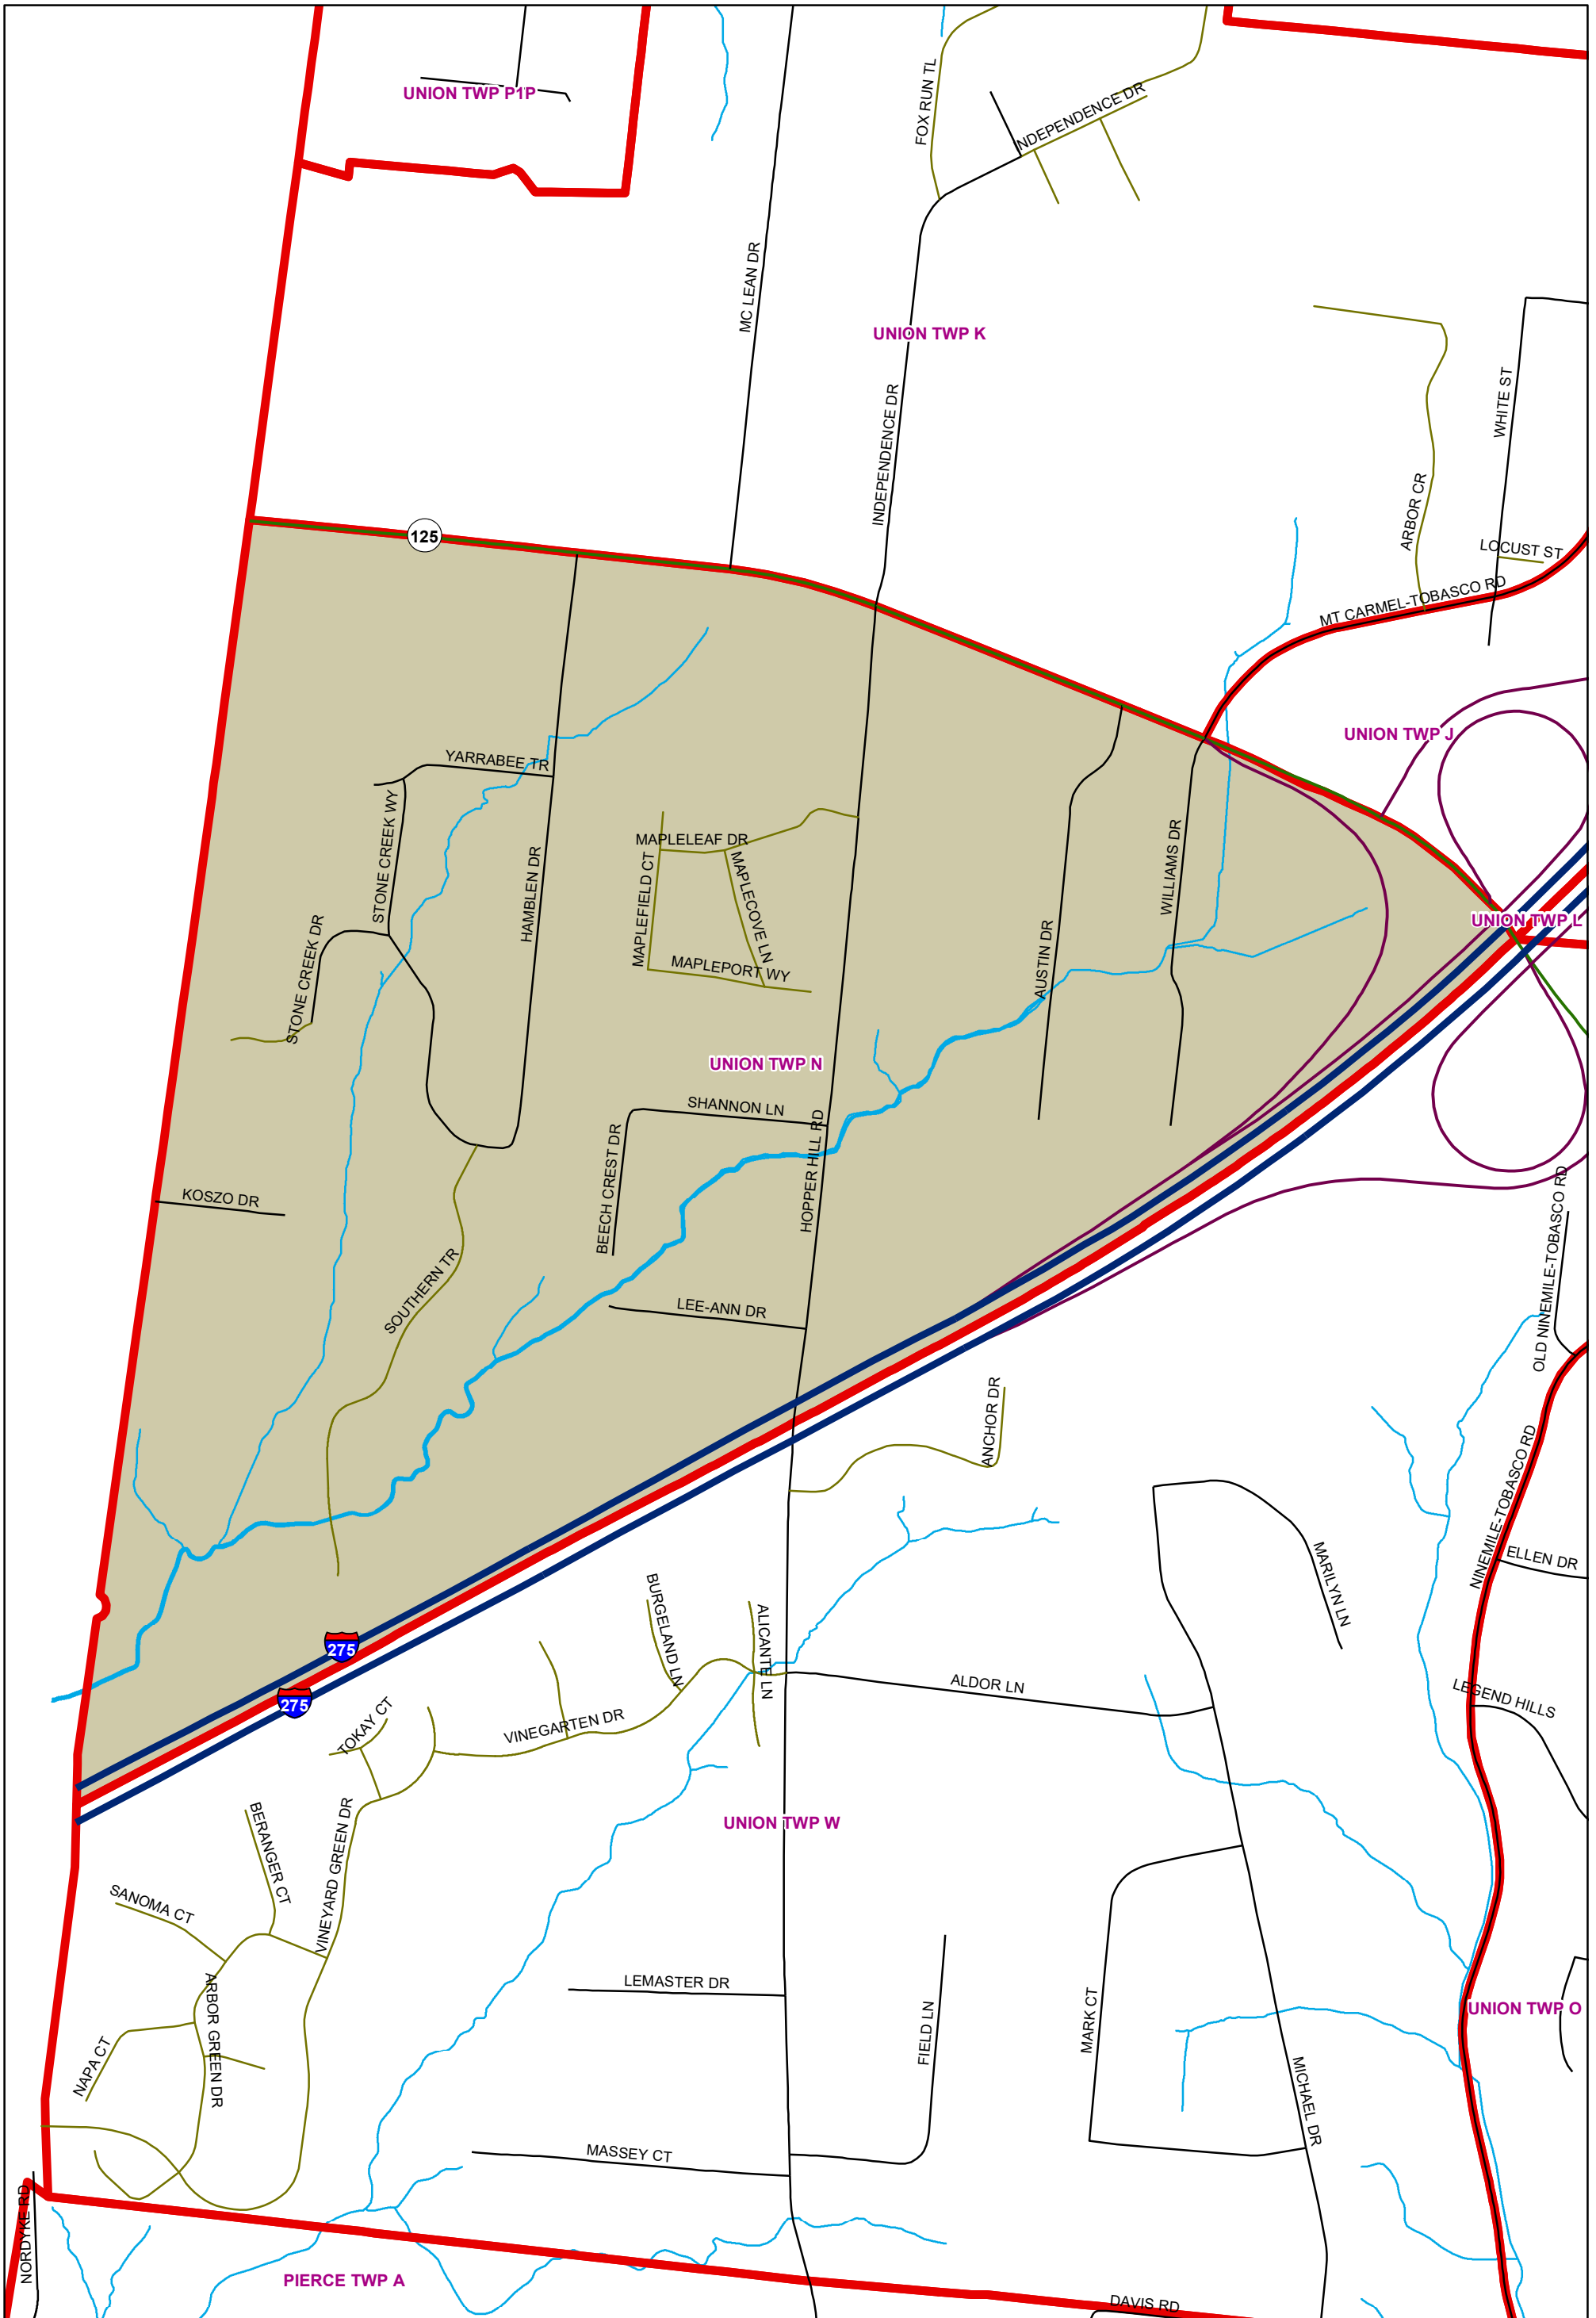 UNION TWP P1P
FOX RUN TL
NDEPENDENCE DR
MC LEAN DR
UNION TWP K
INDEPENDENCE DR
WHITE ST
ARBOR CR
LOCUST ST
125
MT CARMEL-TOBASCO RD
UNION TWP J
YARRABEE TR
STONE CREEK WY
HAMBLEN DR
MAPLELEAF DR
MAPLEFIELD CT
MAPLECOVE LN
MAPLEPORT WY
WILLIAMS DR
AUSTIN DR
UNION TWP L
STONE CREEK DR
UNION TWP N
SHANNON LN
BEECH CREST DR
HOPPER HILL RD
KOSZO DR
SOUTHERN TR
LEE-ANN DR
OLD NINEMILE-TOBASCO RD
ANCHOR DR
NINEMILE-TOBASCO RD
ELLEN DR
MARILYN LN
BURGELAND LN
ALICANTE LN
275
275
ALDOR LN
LEGEND HILLS
TOKAY CT
VINEGARTEN DR
BERANGER CT
VINEYARD GREEN DR
UNION TWP W
SANOMA CT
ARBOR GREEN DR
LEMASTER DR
FIELD LN
MARK CT
UNION TWP O
NAPA CT
MICHAEL DR
MASSEY CT
NORDYKE RD
PIERCE TWP A
DAVIS RD